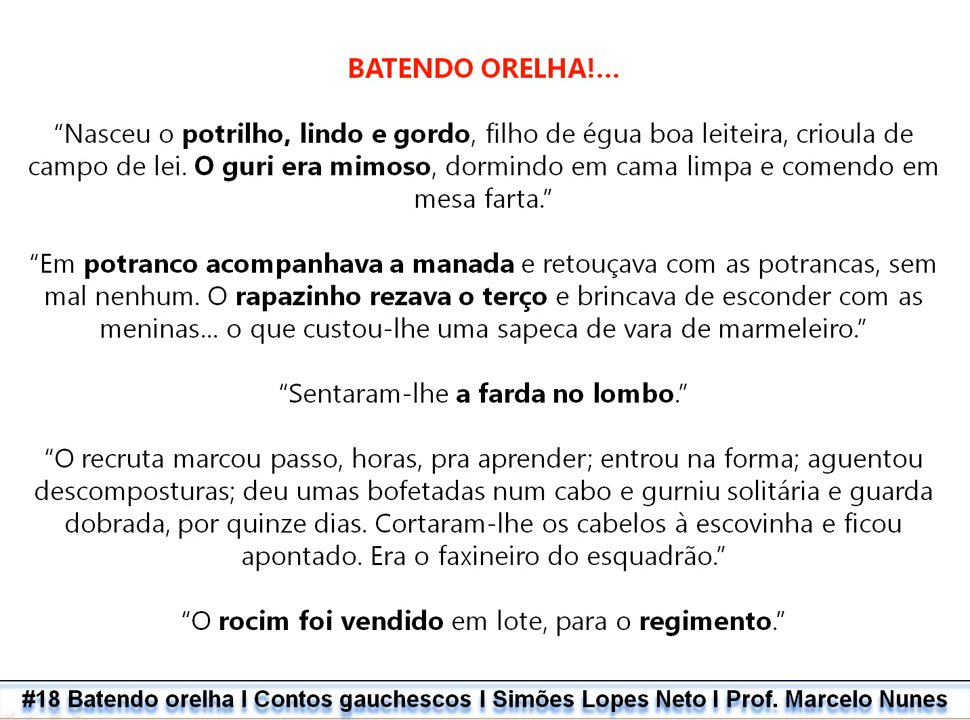 BATENDO ORELHA!...
“Nasceu o potrilho, lindo e gordo, filho de égua boa leiteira, crioula de
campo de lei. O guri era mimoso, dormindo em cama limpa e comendo em
mesa farta.”
“Em potranco acompanhava a manada e retouçava com as potrancas, sem
mal nenhum. O rapazinho rezava o terço e brincava de esconder com as
meninas... o que custou-lhe uma sapeca de vara de marmeleiro.”
“Sentaram-lhe a farda no lombo.”
“O recruta marcou passo, horas, pra aprender; entrou na forma; aguentou
descomposturas; deu umas bofetadas num cabo e gurniu solitária e guarda
dobrada, por quinze dias. Cortaram-lhe os cabelos à escovinha e ficou
apontado. Era o faxineiro do esquadrão.”
“O rocim foi vendido em lote, para o regimento.”
#18 Batendo orelha I Contos gauchescos I Simões Lopes Neto I Prof. Marcelo Nunes